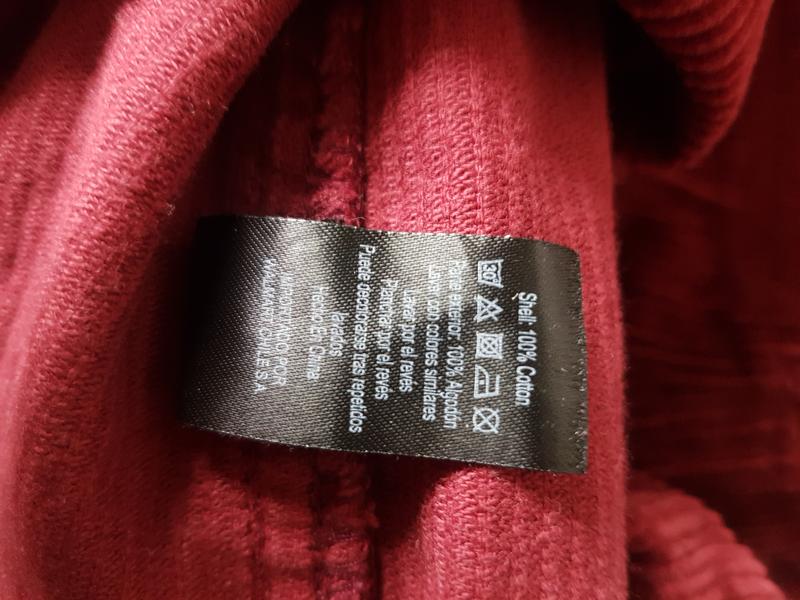 Shell: 100% Cotton
30
Parte exterior: 100% Algodón
Lavar con colores similares
Lavar por el revés
Planchar por el revés
Puede decolorarse tras repetidos
lavados
Hecho En China
IMPORTADO POR
WALMART CHILE S.A